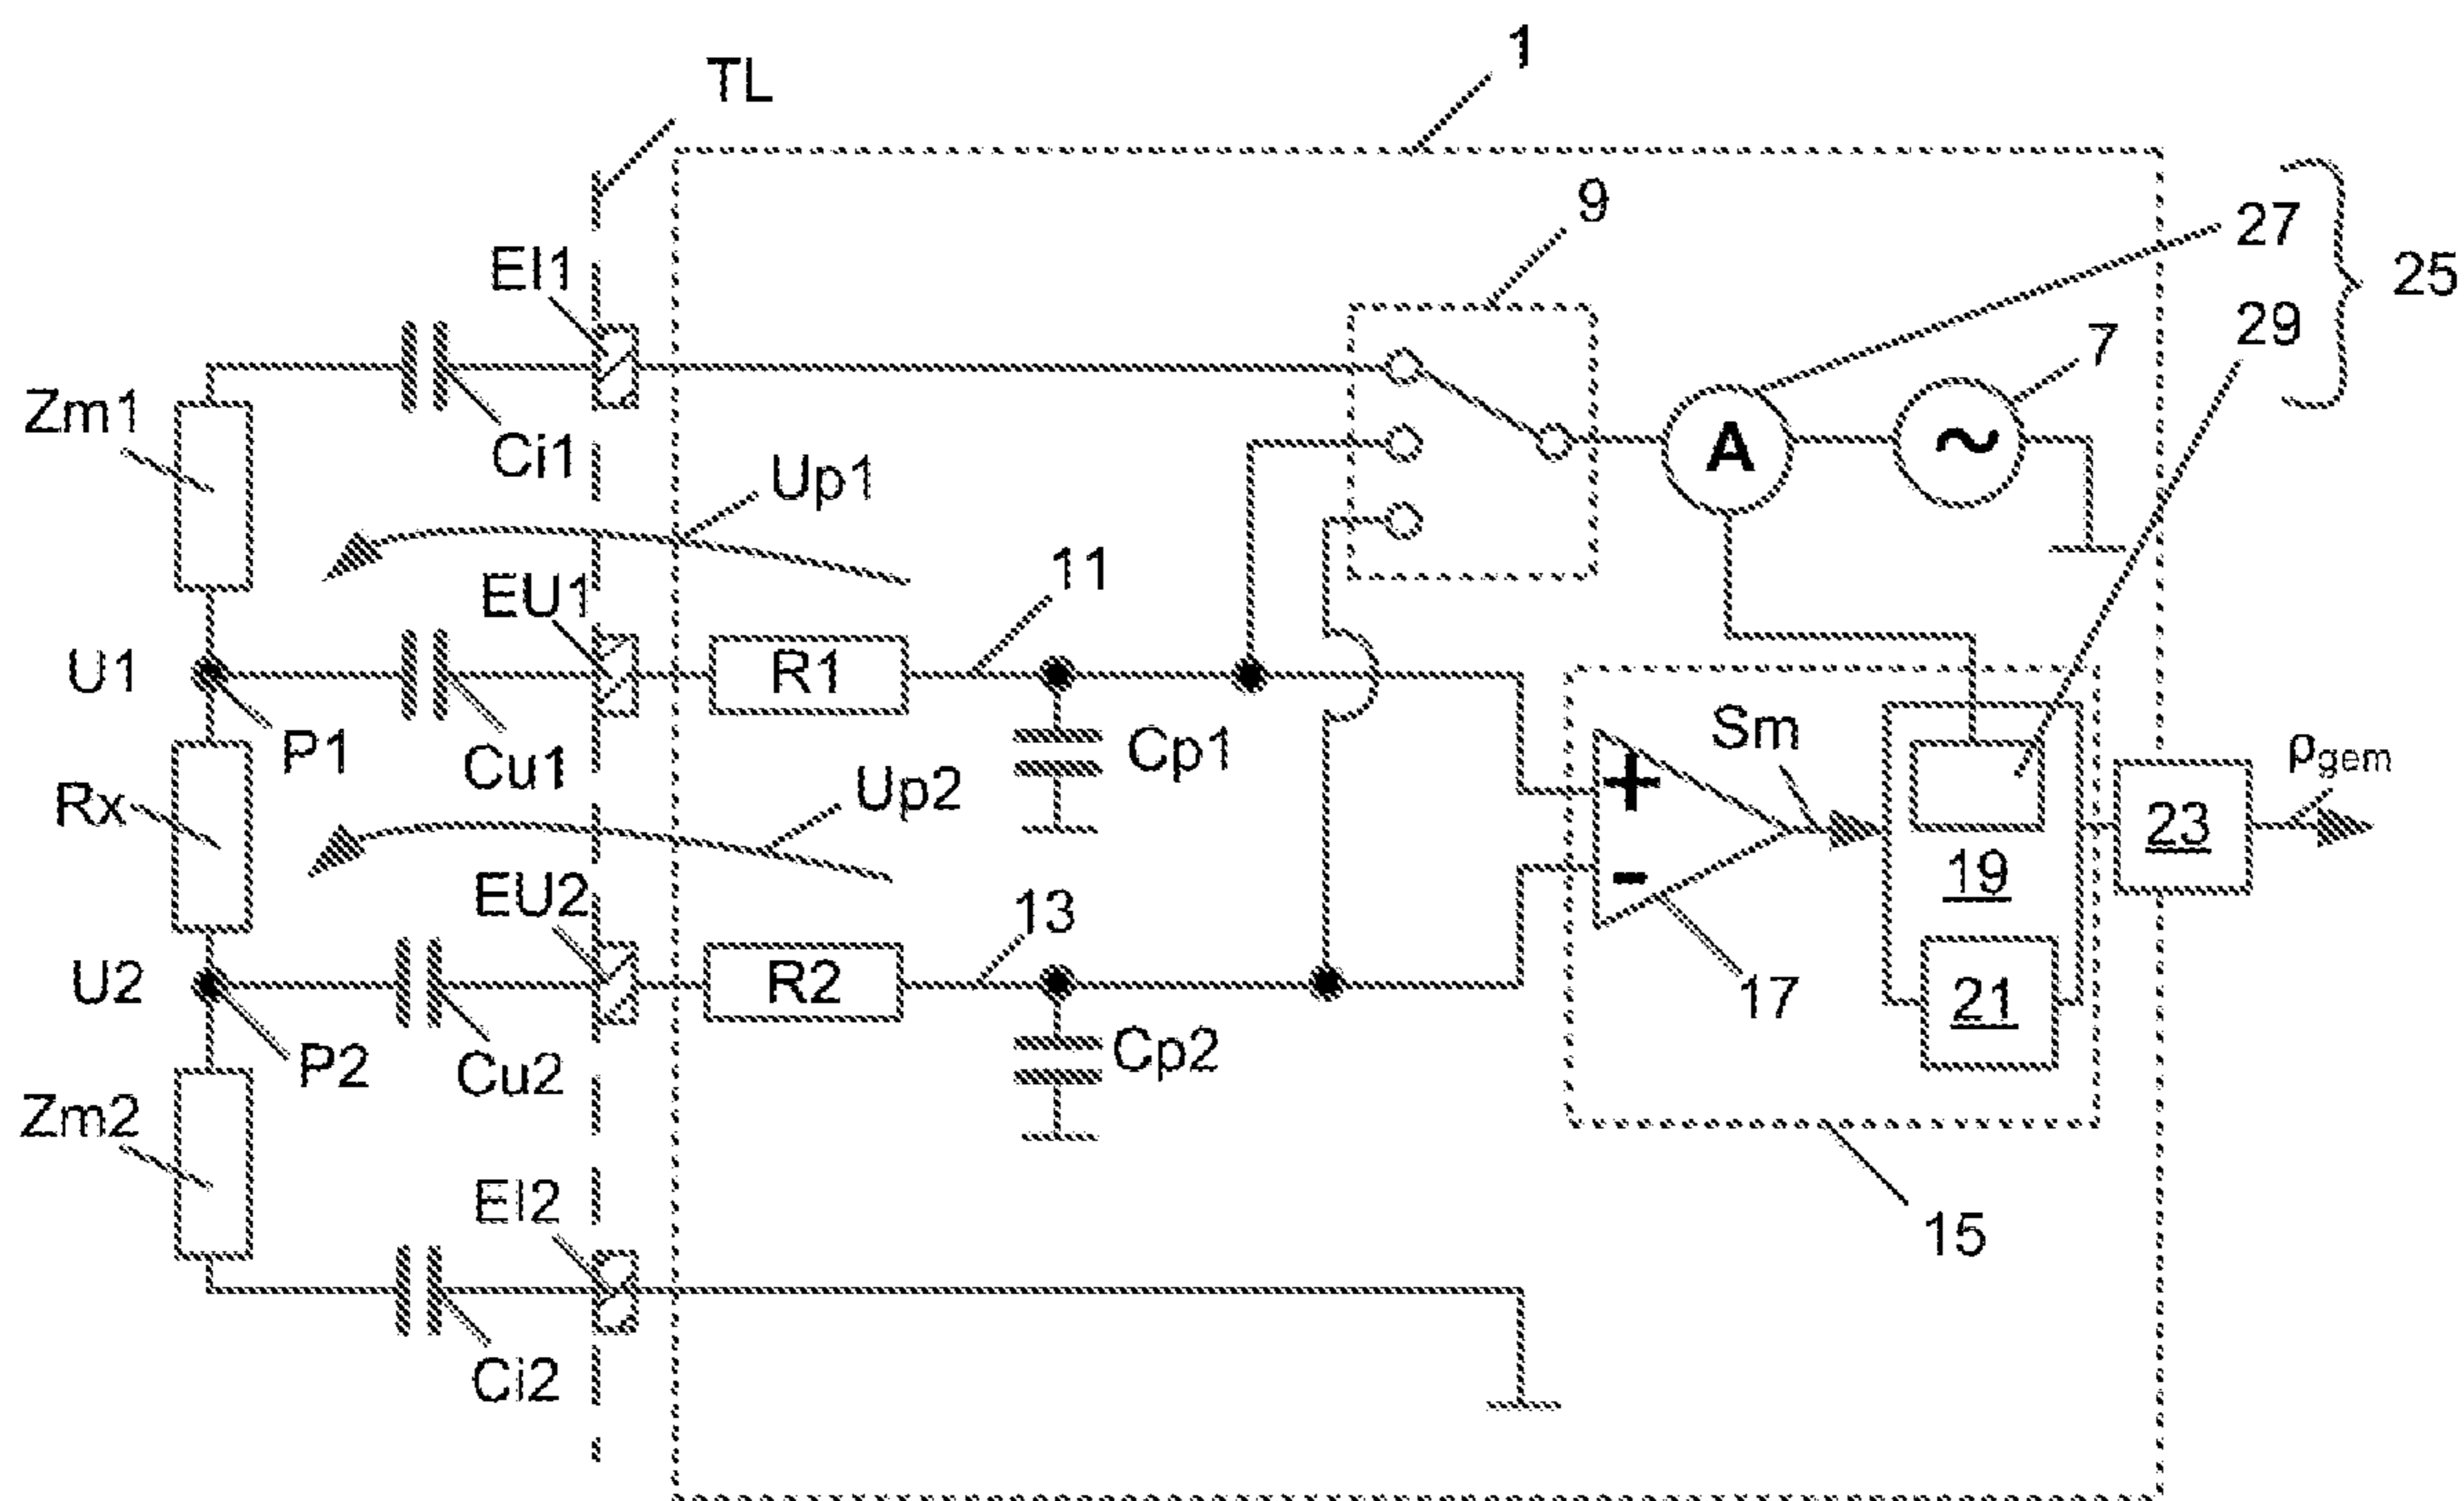 1
TL
9
27
25
29
7
EI1
Zm1
Ci1
A
~
Up1
11
EU1
U1
R1
P1
Cu1
Cp1
Sm
ρgem
Rx
Up2
+
23
19
-
EU2
13
U2
R2
17
21
P2
Cu2
Cp2
Zm2
EI2
15
Ci2